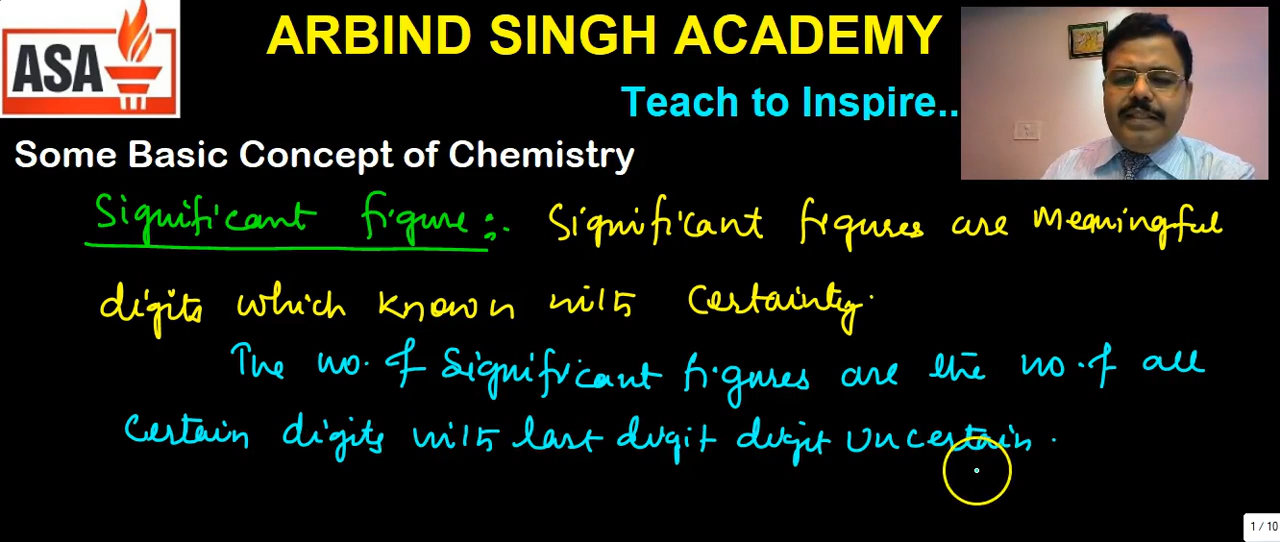 ASA
ARBIND SINGH ACADEMY
Teach to Inspire..
Some Basic Concept of Chemistry
Significant figure :- Significant figures are meaningful
digits which known with certainty.
The no. of significant figures are the no. of all
certain digits with last digit digit uncertain.
1 / 10